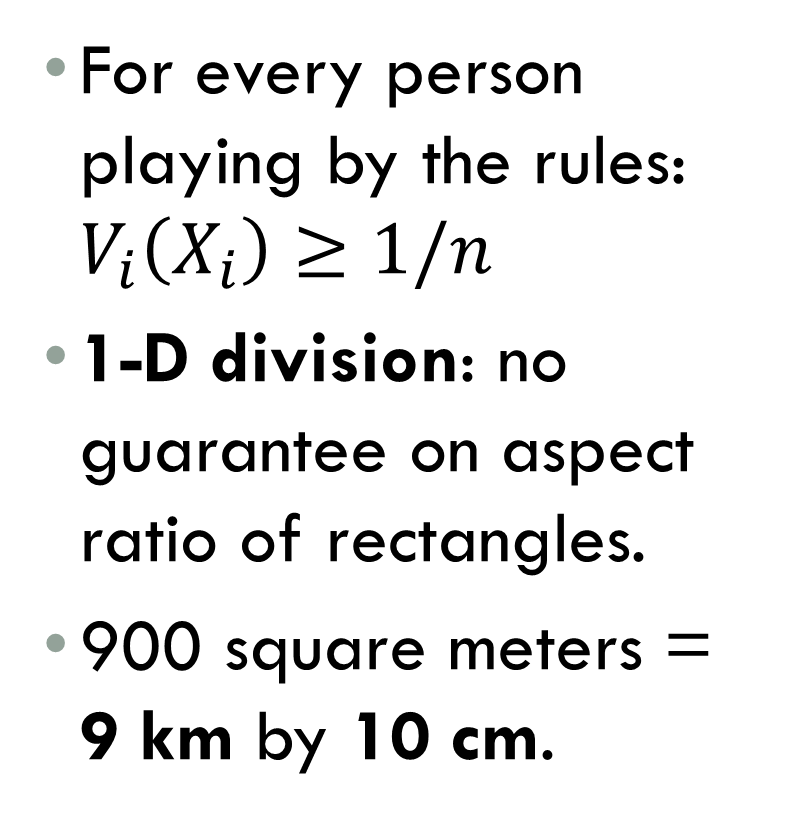 • For every person
playing by the rules:
𝑉ᵢ(𝑋ᵢ) ≥ 1/𝑛
• 1-D division: no
guarantee on aspect
ratio of rectangles.
• 900 square meters =
9 km by 10 cm.